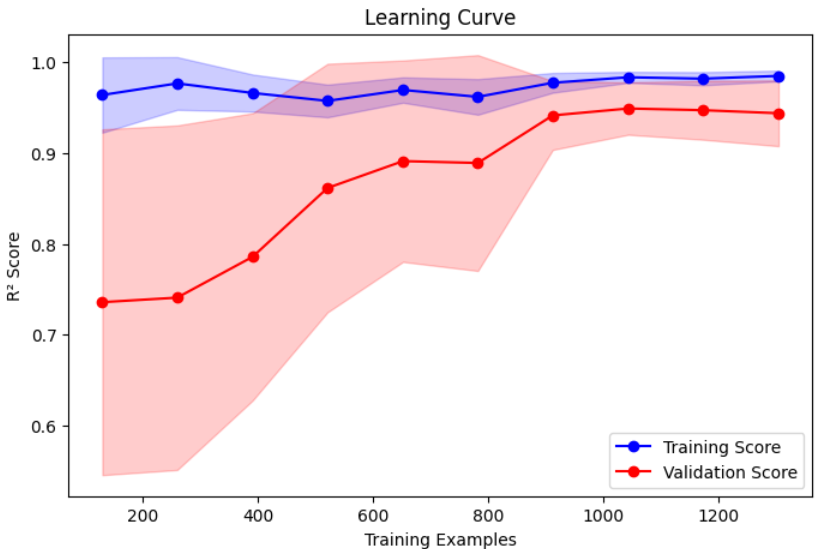 Learning Curve
1.0
0.9
0.8
0.7
0.6
R² Score
200 400 600 800 1000 1200
Training Examples
Training Score
Validation Score